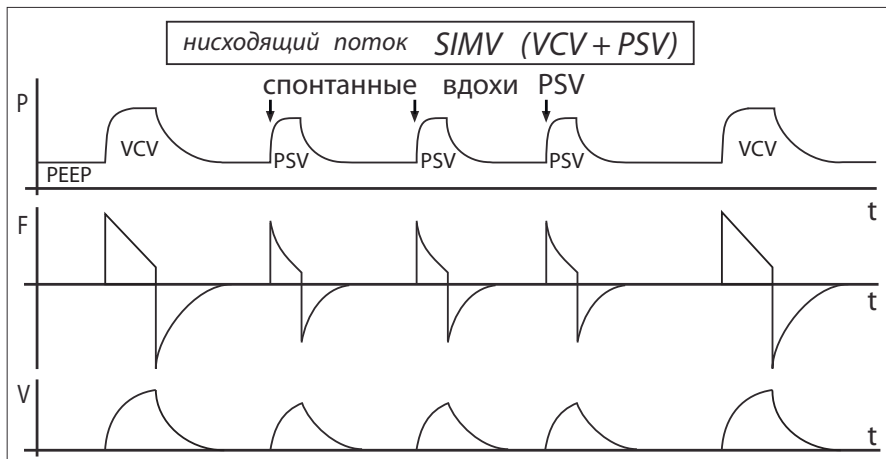 нисходящий поток SIMV (VCV + PSV)
спонтанные вдохи PSV
P
VCV
PSV
PSV
PSV
VCV
PEEP
t
F
t
V
t